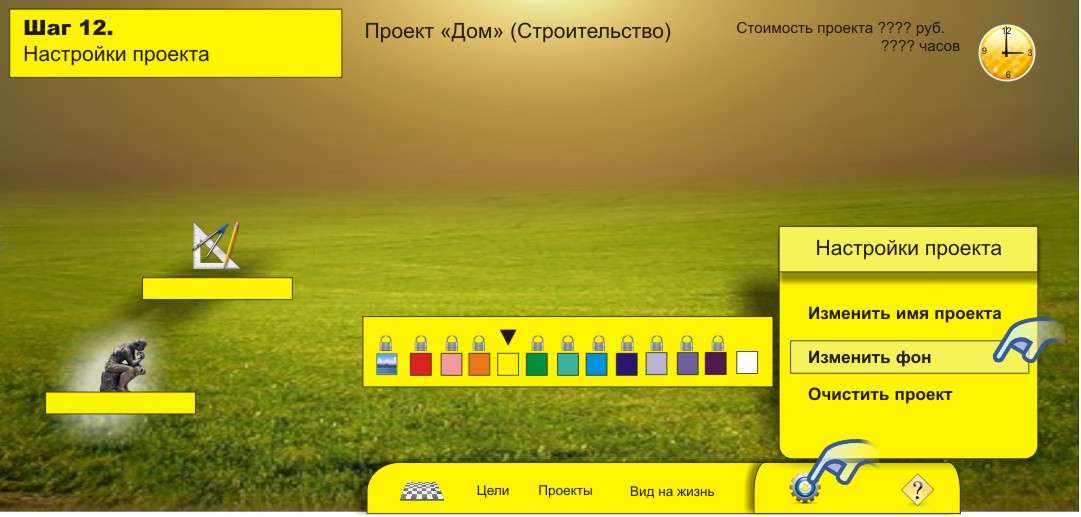 Шаг 12.
Настройки проекта
Проект «Дом» (Строительство)
Стоимость проекта ???? руб.
???? часов
12
9
3
6
Настройки проекта
Изменить имя проекта
Изменить фон
Очистить проект
Цели
Проекты
Вид на жизнь
?